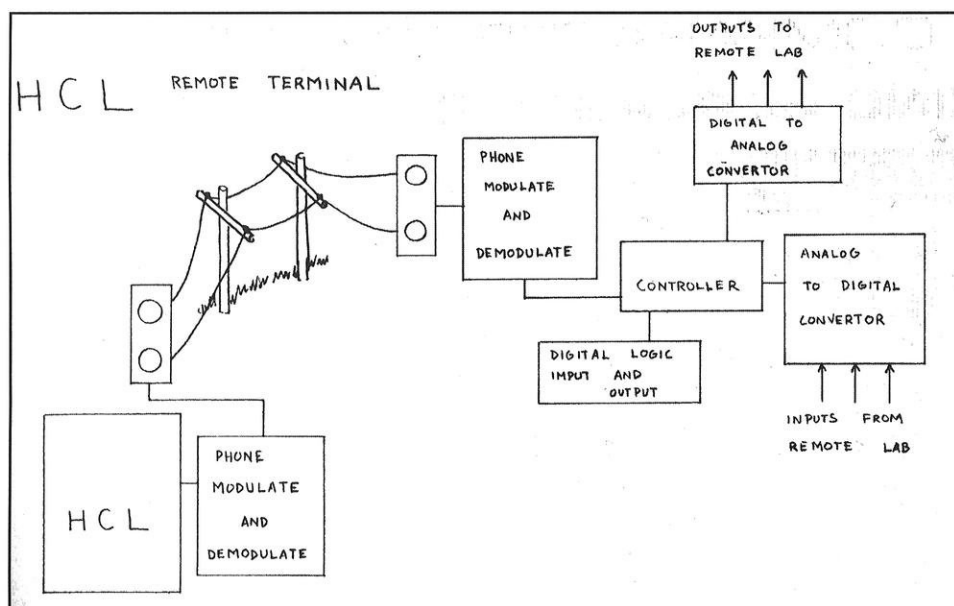 HCL REMOTE TERMINAL
OUTPUTS TO
REMOTE LAB
DIGITAL TO
ANALOG
CONVERTOR
PHONE
MODULATE
AND
DEMODULATE
CONTROLLER
ANALOG
TO DIGITAL
CONVERTOR
DIGITAL LOGIC
INPUT AND
OUTPUT
INPUTS FROM
REMOTE LAB
HCL
PHONE
MODULATE
AND
DEMODULATE